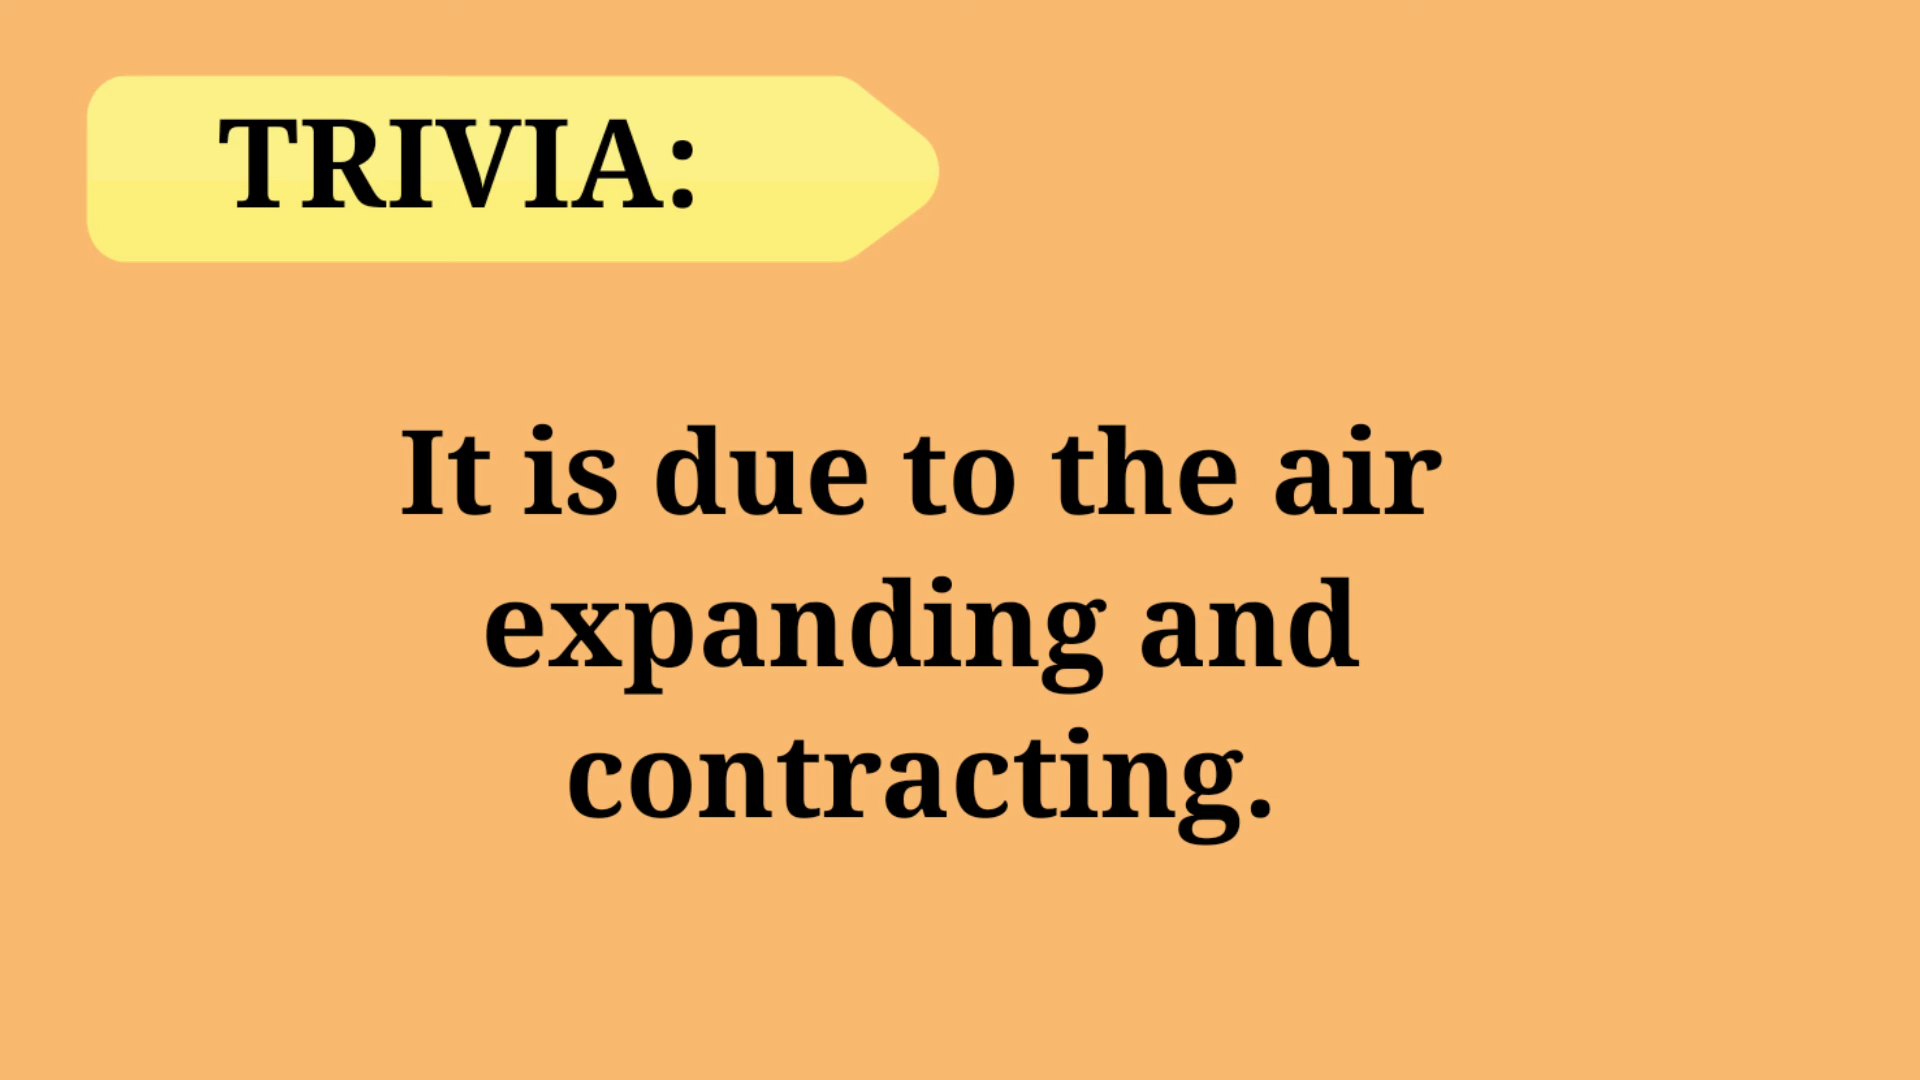 TRIVIA:
It is due to the air
expanding and
contracting.